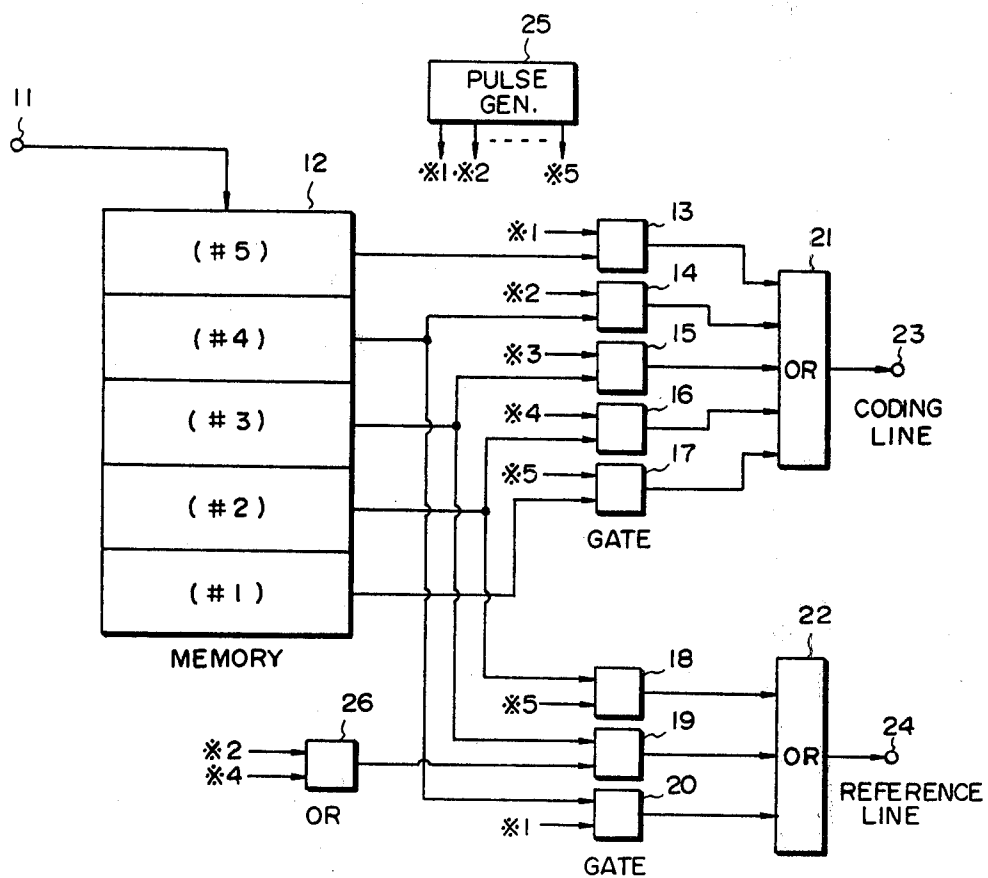 25
PULSE
GEN.
※1 ※2 ※5
11
12
(#5)
(#4)
(#3)
(#2)
(#1)
MEMORY
※1
13
※2
14
※3
15
※4
16
※5
17
GATE
21
OR
23
CODING
LINE
18
※5
19
20
※1
GATE
22
OR
24
REFERENCE
LINE
26
※2
※4
OR